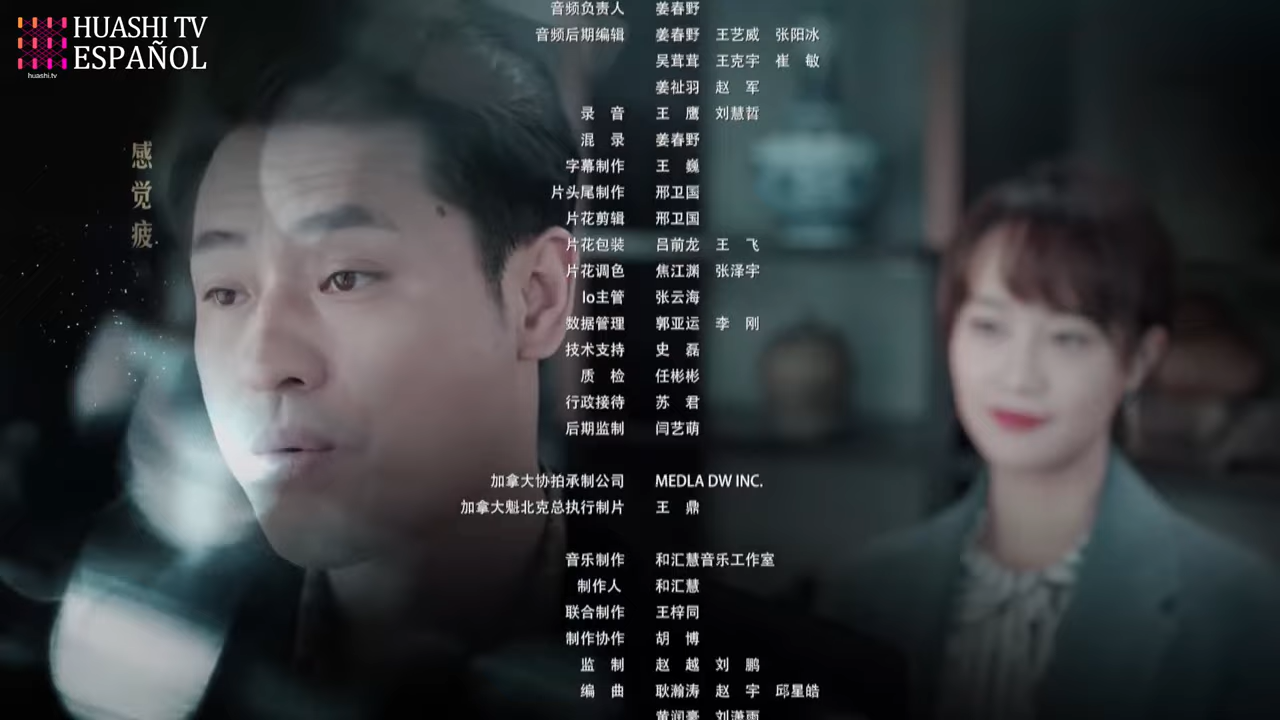 HUASHI TV
ESPAÑOL
huashi.tv
感觉疲
音频负责人 姜春野
音频后期编辑 姜春野 王艺威 张阳冰
吴茸茸 王克宇 崔 敏
姜祉羽 赵 军
录 音 王 鹰 刘慧哲
混 录 姜春野
字幕制作 王 巍
片头尾制作 邢卫国
片花剪辑 邢卫国
片花包装 吕前龙 王 飞
片花调色 焦江渊 张泽宇
Io主管 张云海
数据管理 郭亚运 李 刚
技术支持 史 磊
质 检 任彬彬
行政接待 苏 君
后期监制 闫艺萌
加拿大协拍承制公司 MEDLA DW INC.
加拿大魁北克总执行制片 王 鼎
音乐制作 和汇慧音乐工作室
制作人 和汇慧
联合制作 王梓同
制作协作 胡 博
监 制 赵 越 刘 鹏
编 曲 耿瀚涛 赵 宇 邱星皓
黄润豪 刘潇雨